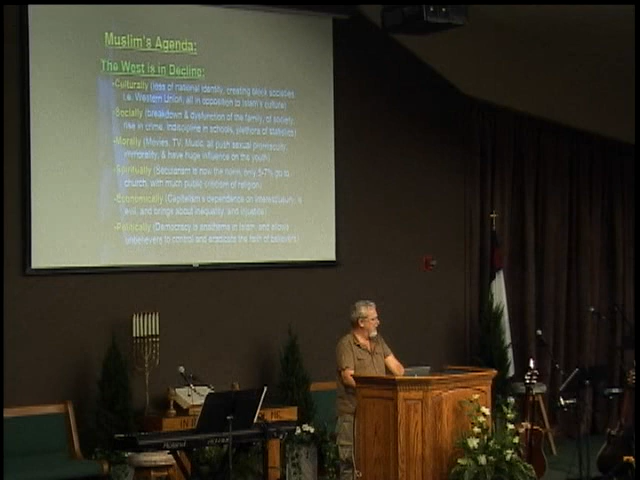 Muslim's Agenda:
The West is in Decline:
-Culturally (loss of national identity, creating block societies
i.e. Western Union, all in opposition to Islam's culture)
-Socially (breakdown & dysfunction of the family, of society,
rise in crime, indiscipline in schools, plethora of statistics)
-Morally (Movies, TV, Music, all push sexual promiscuity,
immorality, & have huge influence on the youth)
-Spiritually (Secularism is now the norm, only 5-7% go to
church, with much public criticism of religion)
-Economically (Capitalism's dependence on interest/usury, is
evil, and brings about inequality, and injustice)
-Politically (Democracy is anathema to Islam, and allows
unbelievers to control and eradicate the faith of believers)
ROLAND
IN